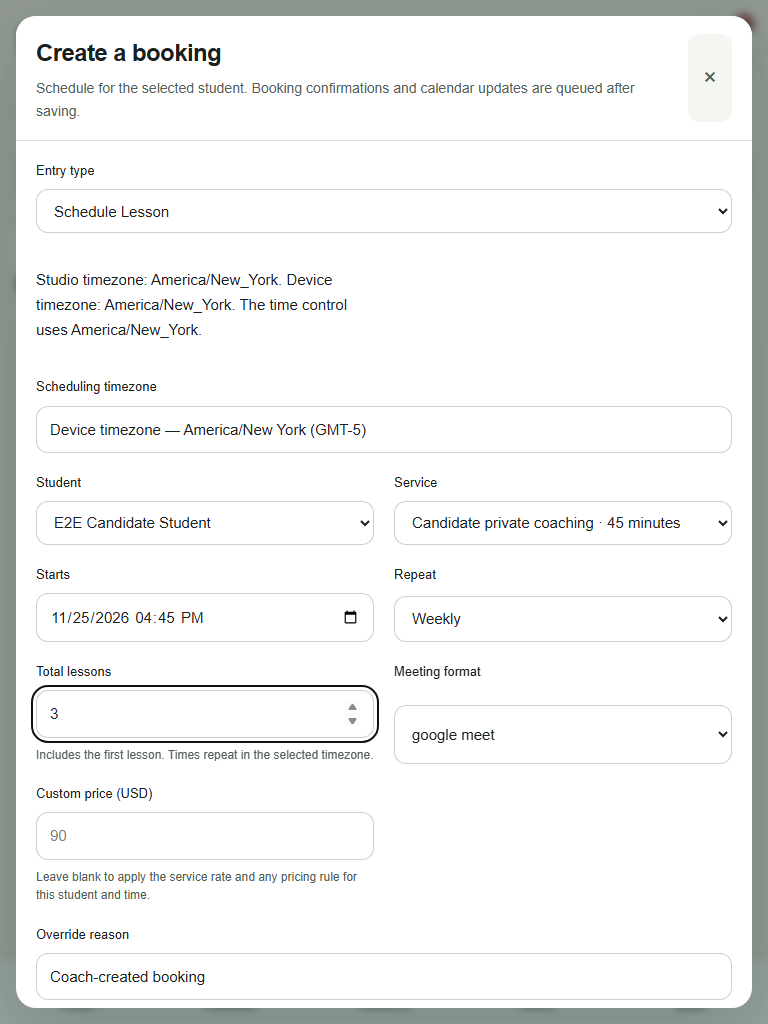 Create a booking
Schedule for the selected student. Booking confirmations and calendar updates are queued after
saving.
×
Entry type
Schedule Lesson
Studio timezone: America/New_York. Device
timezone: America/New_York. The time control
uses America/New_York.
Scheduling timezone
Device timezone — America/New York (GMT-5)
Student
Service
E2E Candidate Student
Candidate private coaching · 45 minutes
Starts
Repeat
11/25/2026 04:45 PM
Weekly
Total lessons
Meeting format
3
google meet
Includes the first lesson. Times repeat in the selected timezone.
Custom price (USD)
90
Leave blank to apply the service rate and any pricing rule for
this student and time.
Override reason
Coach-created booking